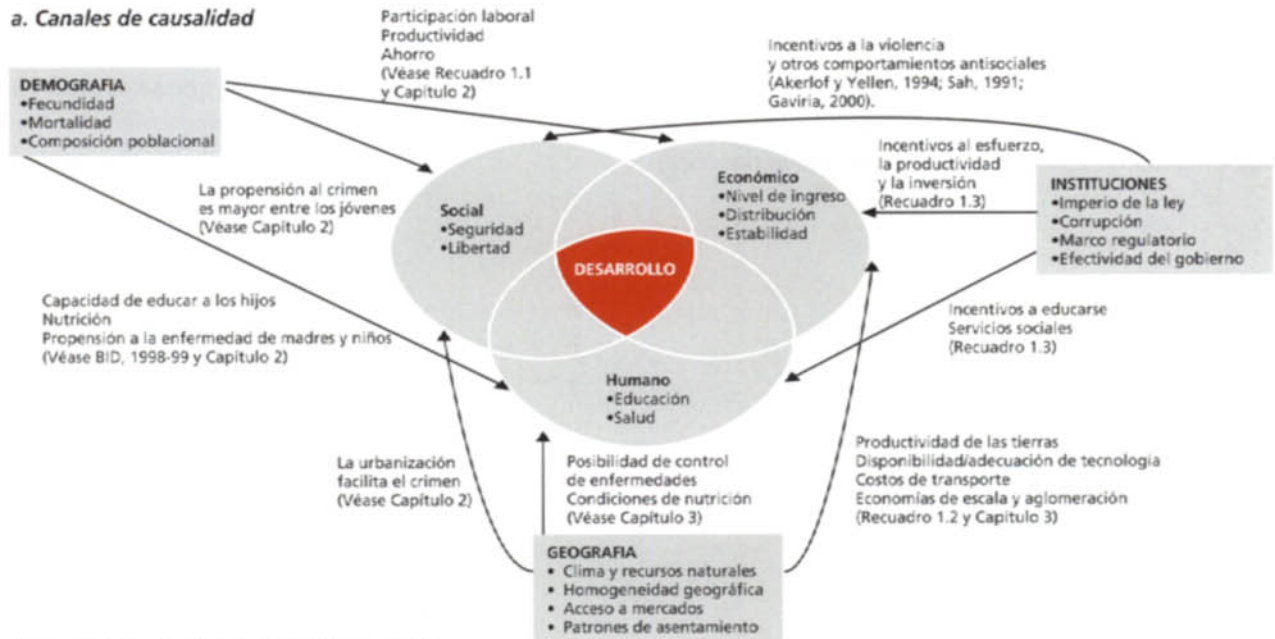 a. Canales de causalidad
Participación laboral
Productividad
Ahorro
(Véase Recuadro 1.1
y Capítulo 2)
Incentivos a la violencia
y otros comportamientos antisociales
(Akerlof y Yellen, 1994; Sah, 1991;
Gaviria, 2000).
DEMOGRAFIA
•Fecundidad
•Mortalidad
•Composición poblacional
Incentivos al esfuerzo,
la productividad
y la inversión
(Recuadro 1.3)
INSTITUCIONES
•Imperio de la ley
•Corrupción
•Marco regulatorio
•Efectividad del gobierno
La propensión al crimen
es mayor entre los jóvenes
(Véase Capítulo 2)
Social
•Seguridad
•Libertad
Económico
•Nivel de ingreso
•Distribución
•Estabilidad
DESARROLLO
Capacidad de educar a los hijos
Nutrición
Propensión a la enfermedad de madres y niños
(Véase BID, 1998-99 y Capítulo 2)
Incentivos a educarse
Servicios sociales
(Recuadro 1.3)
Humano
•Educación
•Salud
La urbanización
facilita el crimen
(Véase Capítulo 2)
Posibilidad de control
de enfermedades
Condiciones de nutrición
(Véase Capítulo 3)
Productividad de las tierras
Disponibilidad/adecuación de tecnología
Costos de transporte
Economías de escala y aglomeración
(Recuadro 1.2 y Capítulo 3)
GEOGRAFIA
• Clima y recursos naturales
• Homogeneidad geográfica
• Acceso a mercados
• Patrones de asentamiento